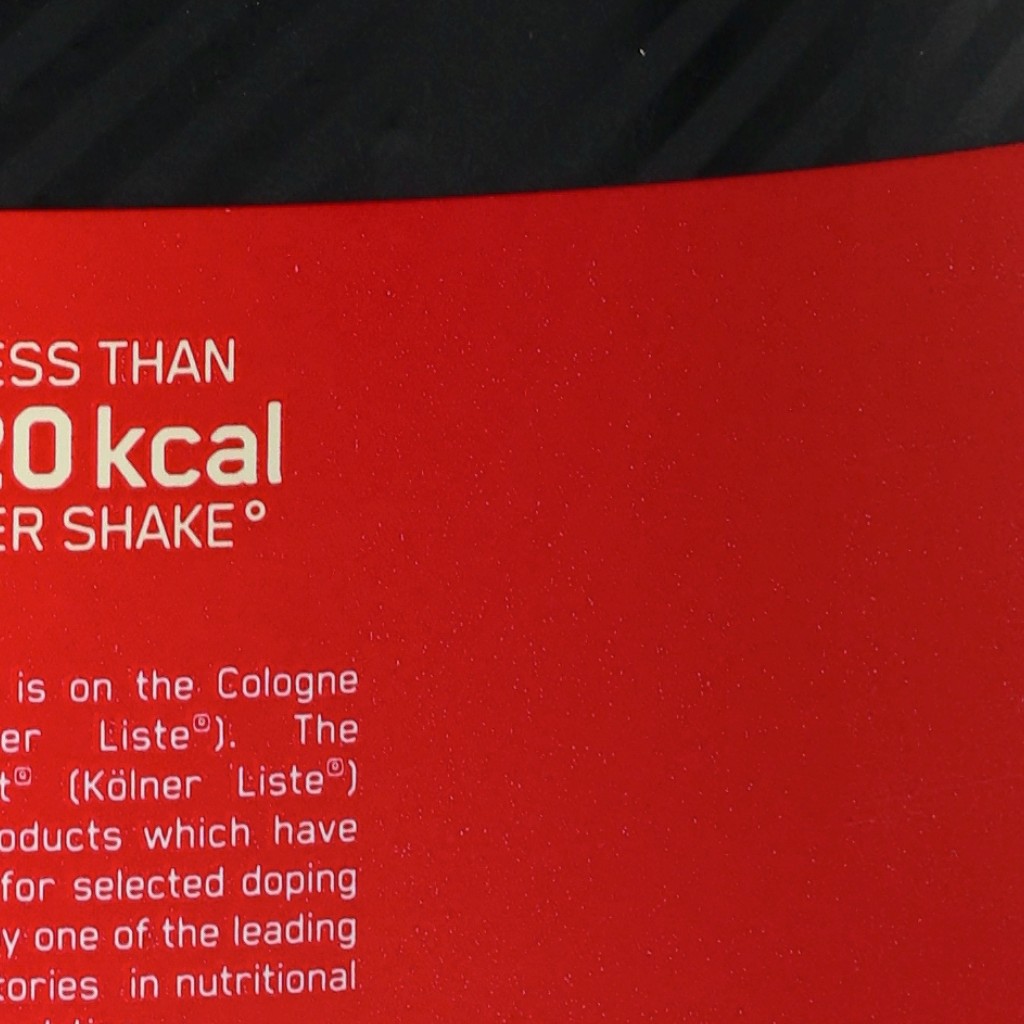 ESS THAN
20 kcal
ER SHAKE°
is on the Cologne
er Liste®). The
t® (Kölner Liste®)
oducts which have
for selected doping
y one of the leading
tories in nutritional